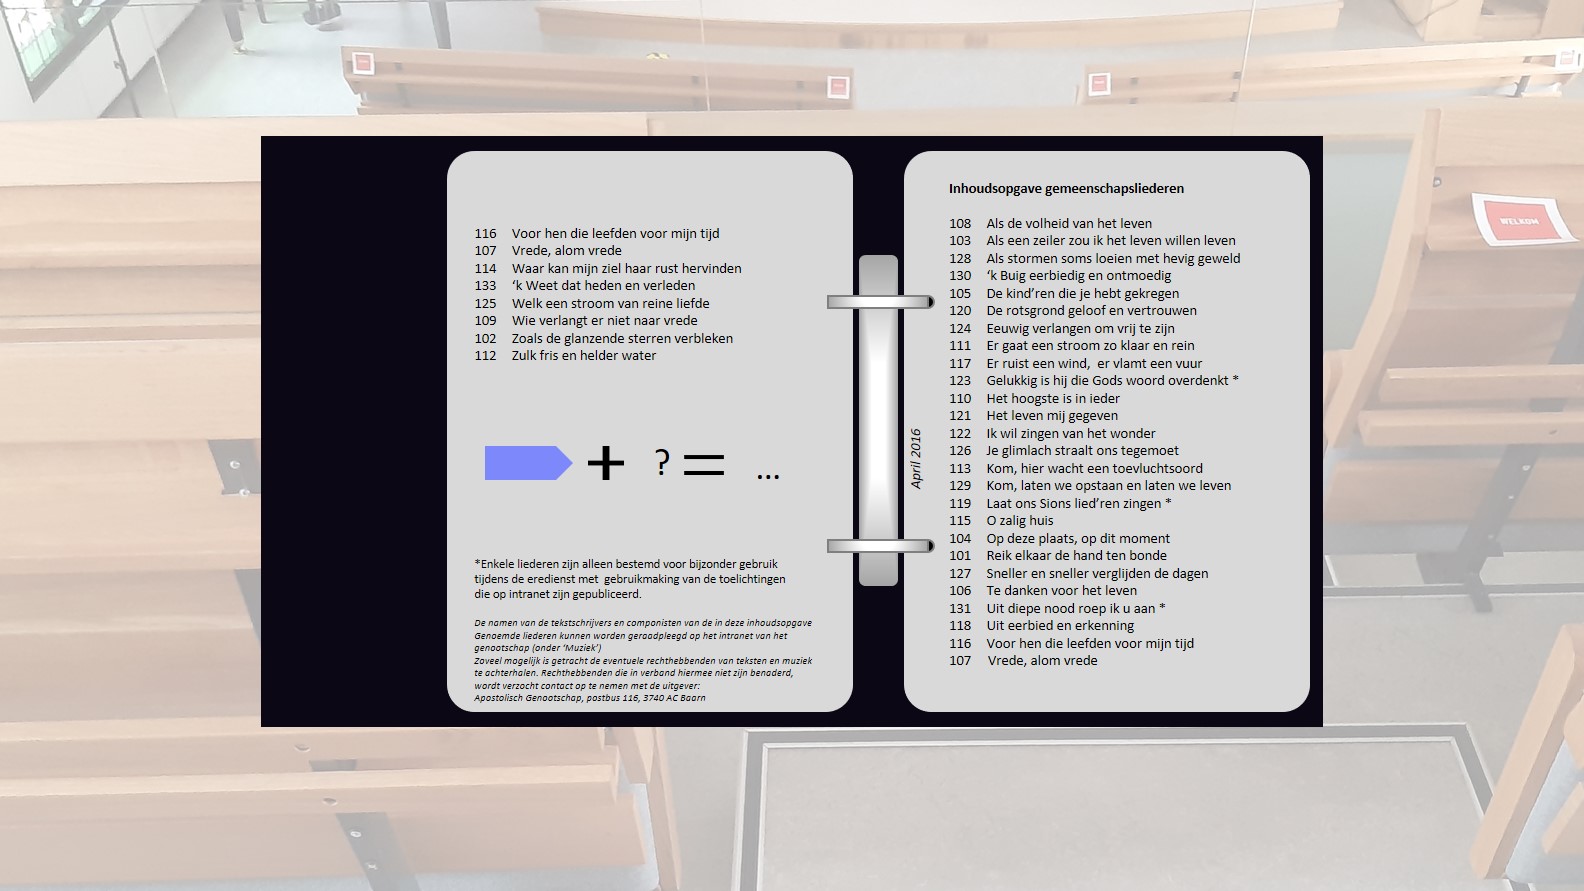 WELKOM
116 Voor hen die leefden voor mijn tijd
107 Vrede, alom vrede
114 Waar kan mijn ziel haar rust hervinden
133 ‘k Weet dat heden en verleden
125 Welk een stroom van reine liefde
109 Wie verlangt er niet naar vrede
102 Zoals de glanzende sterren verbleken
112 Zulk fris en helder water
+ ? = ...
*Enkele liederen zijn alleen bestemd voor bijzonder gebruik
tijdens de eredienst met gebruikmaking van de toelichtingen
die op intranet zijn gepubliceerd.
De namen van de tekstschrijvers en componisten van de in deze inhoudsopgave
Genoemde liederen kunnen worden geraadpleegd op het intranet van het
genootschap (onder ‘Muziek’)
Zoveel mogelijk is getracht de eventuele rechthebbenden van teksten en muziek
te achterhalen. Rechthebbenden die in verband hiermee niet zijn benaderd,
wordt verzocht contact op te nemen met de uitgever:
Apostolisch Genootschap, postbus 116, 3740 AC Baarn
April 2016
Inhoudsopgave gemeenschapsliederen
108 Als de volheid van het leven
103 Als een zeiler zou ik het leven willen leven
128 Als stormen soms loeien met hevig geweld
130 ‘k Buig eerbiedig en ontmoedig
105 De kind’ren die je hebt gekregen
120 De rotsgrond geloof en vertrouwen
124 Eeuwig verlangen om vrij te zijn
111 Er gaat een stroom zo klaar en rein
117 Er ruist een wind, er vlamt een vuur
123 Gelukkig is hij die Gods woord overdenkt *
110 Het hoogste is in ieder
121 Het leven mij gegeven
122 Ik wil zingen van het wonder
126 Je glimlach straalt ons tegemoet
113 Kom, hier wacht een toevluchtsoord
129 Kom, laten we opstaan en laten we leven
119 Laat ons Sions lied’ren zingen *
115 O zalig huis
104 Op deze plaats, op dit moment
101 Reik elkaar de hand ten bonde
127 Sneller en sneller verglijden de dagen
106 Te danken voor het leven
131 Uit diepe nood roep ik u aan *
118 Uit eerbied en erkenning
116 Voor hen die leefden voor mijn tijd
107 Vrede, alom vrede